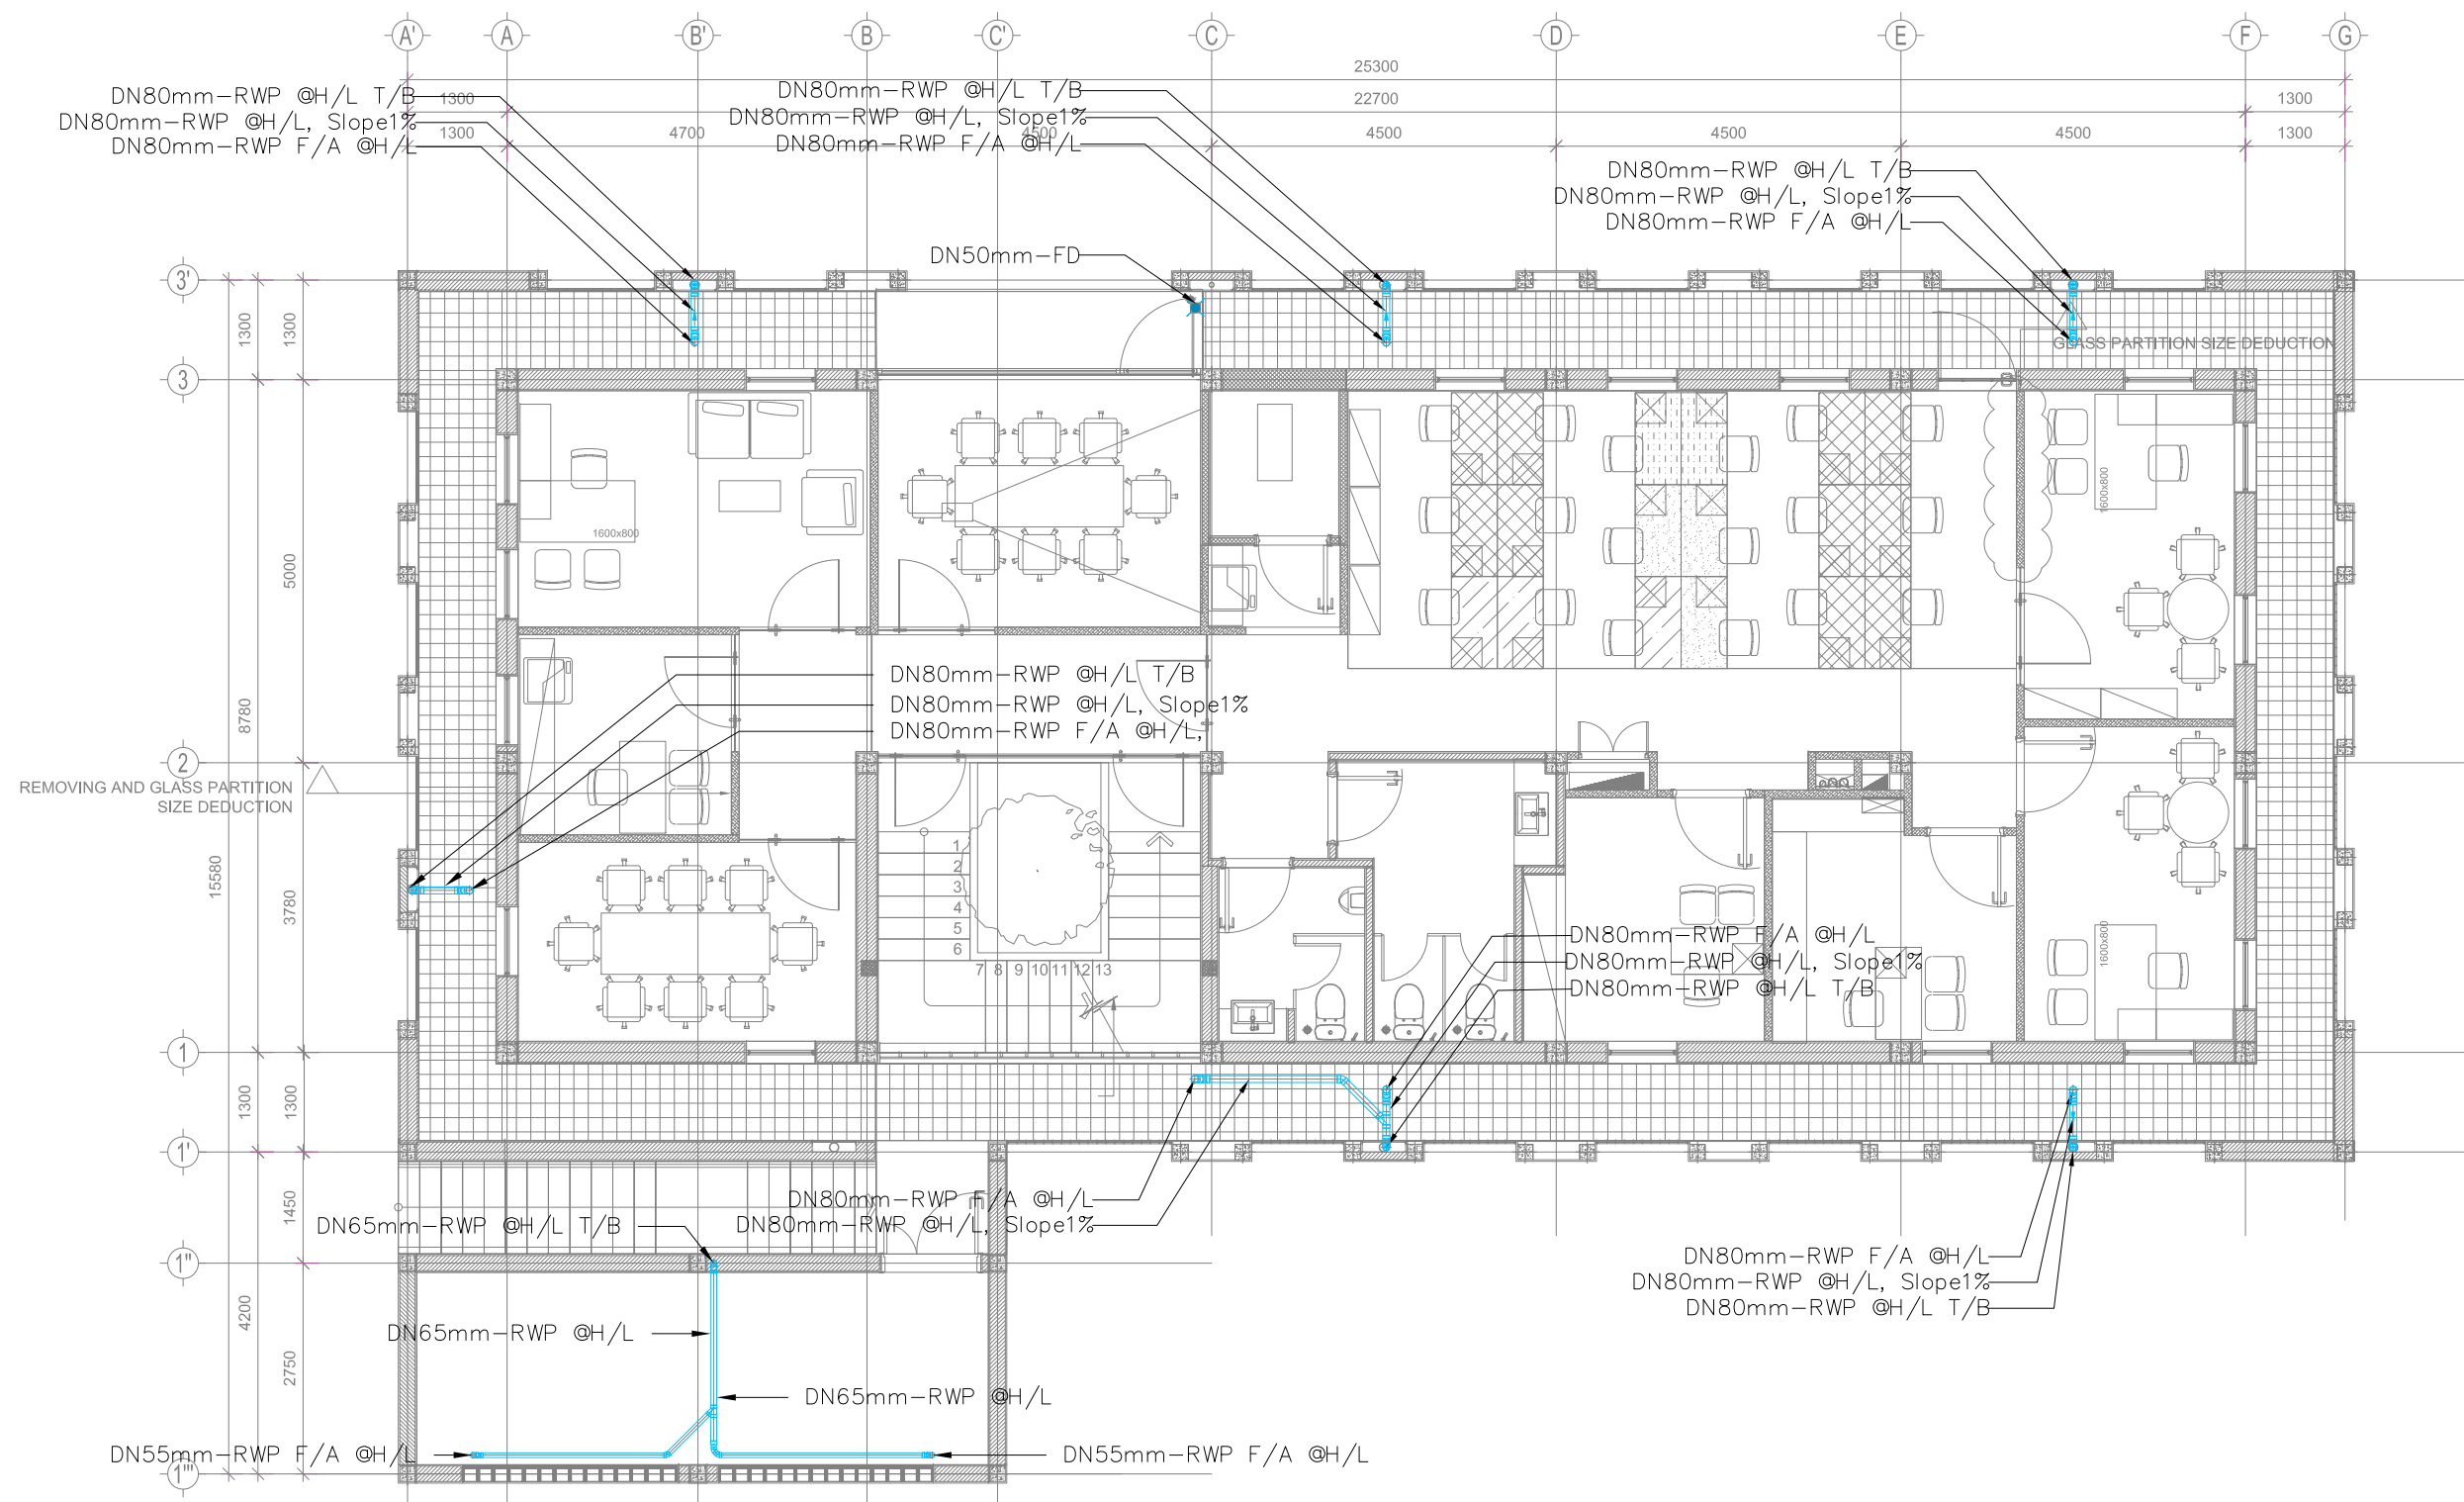 A'
A
B'
B
C'
C
D
E
F
G
25300
22700
1300
1300
1300
4700
4500
4500
4500
4500
1300
DN80mm-RWP @H/L T/B
DN80mm-RWP @H/L, Slope1%
DN80mm-RWP F/A @H/L
DN80mm-RWP @H/L T/B
DN80mm-RWP @H/L, Slope1%
DN80mm-RWP F/A @H/L
DN80mm-RWP @H/L T/B
DN80mm-RWP @H/L, Slope1%
DN80mm-RWP F/A @H/L
DN50mm-FD
3'
1300
1300
GLASS PARTITION SIZE DEDUCTION
3
1600x800
1600x800
5000
8780
DN80mm-RWP @H/L T/B
DN80mm-RWP @H/L, Slope1%
DN80mm-RWP F/A @H/L,
2
REMOVING AND GLASS PARTITION
SIZE DEDUCTION
15580
3780
1
2
3
4
5
6
7
8
9
10
11
12
13
DN80mm-RWP F/A @H/L
DN80mm-RWP @H/L, Slope1%
DN80mm-RWP @H/L T/B
1600x800
1
1300
1300
1'
1450
DN80mm-RWP F/A @H/L
DN80mm-RWP @H/L, Slope1%
DN65mm-RWP @H/L T/B
1"
DN80mm-RWP F/A @H/L
DN80mm-RWP @H/L, Slope1%
DN80mm-RWP @H/L T/B
4200
2750
DN65mm-RWP @H/L
DN65mm-RWP @H/L
DN55mm-RWP F/A @H/L
DN55mm-RWP F/A @H/L
1'"